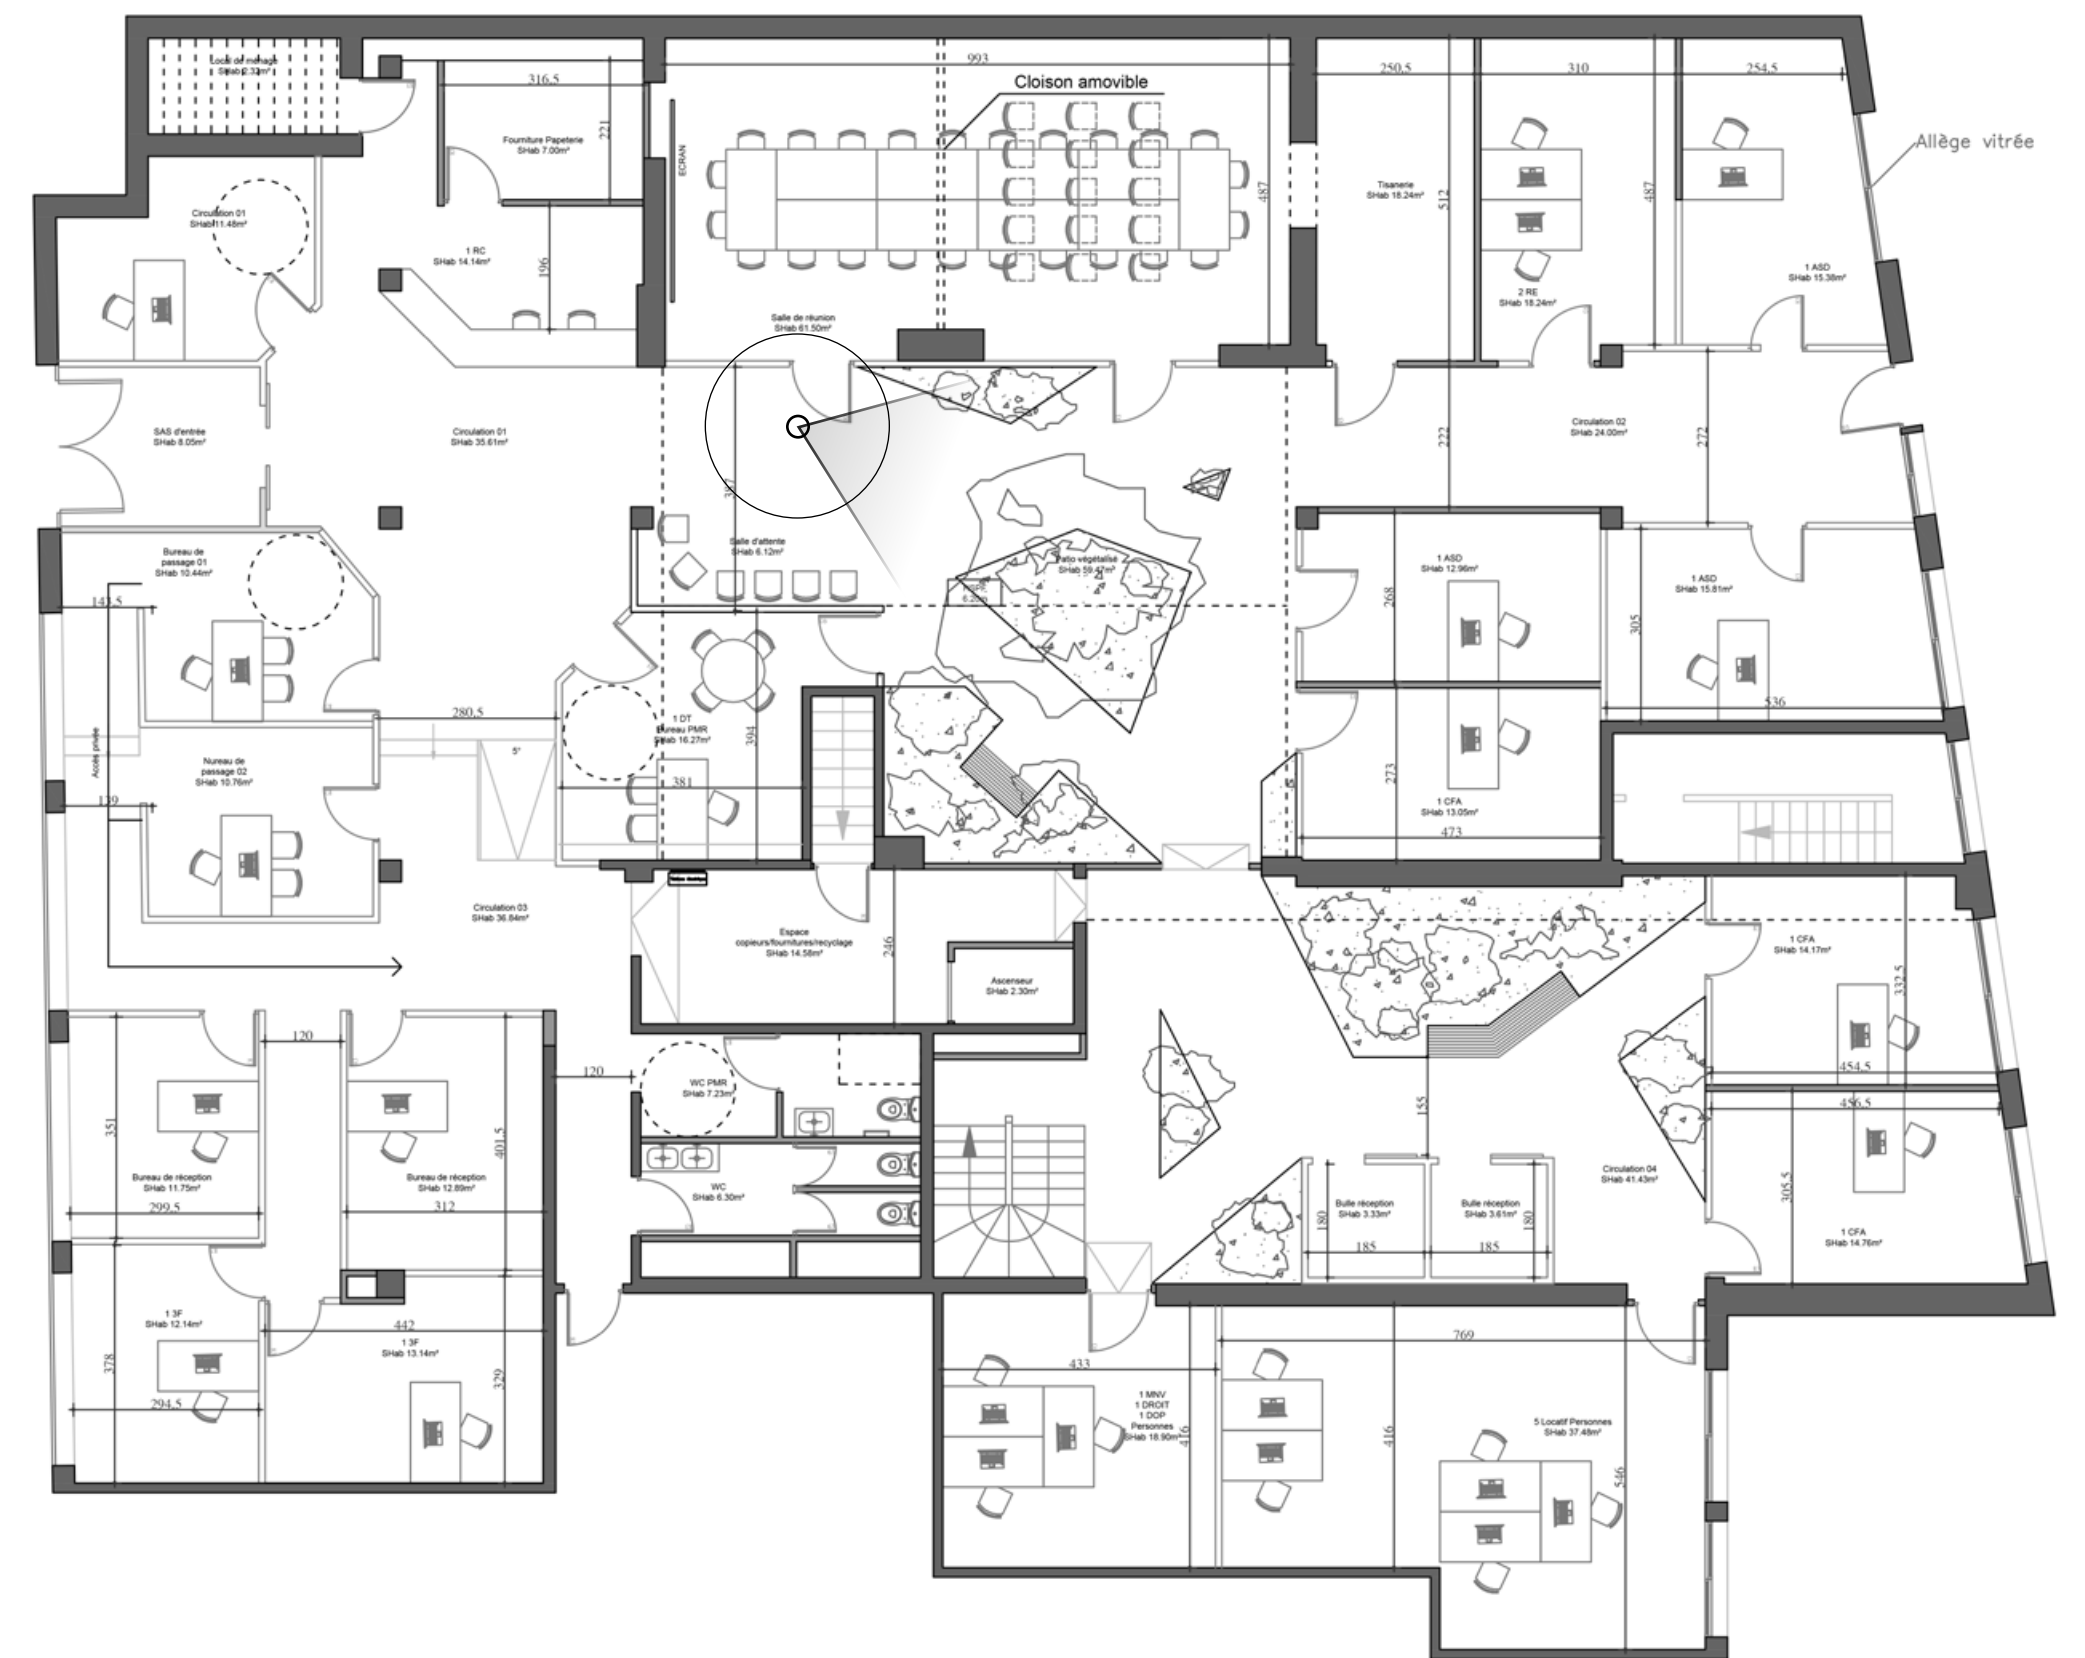 Local de ménage
SHab 2.32m²
316,5
221
Fourniture Papeterie
SHab 7.00m²
ECRAN
993
Cloison amovible
487
250,5
310
254,5
Allège vitrée
Tisanerie
SHab 18.24m²
512
487
Circulation 01
SHab 11.48m²
1 RC
SHab 14.14m²
196
2 RE
SHab 18.24m²
1 ASD
SHab 15.38m²
Salle de réunion
SHab 61.50m²
SAS d'entrée
SHab 8.05m²
Circulation 01
SHab 35.61m²
387
222
Circulation 02
SHab 24.00m²
272
Salle d'attente
SHab 6.12m²
Patio végétalisé
SHab 59.47m²
Bureau de
passage 01
SHab 10.44m²
143,5
1 ASD
SHab 12.96m²
268
1 ASD
SHab 15.81m²
305
536
280,5
5°
1 DT
Bureau PMR
SHab 16.27m²
394
381
Accès privée
Nureau de
passage 02
SHab 10.76m²
139
273
1 CFA
SHab 13.05m²
473
Circulation 03
SHab 36.84m²
Espace
copieurs/fournitures/recyclage
SHab 14.58m²
246
Ascenseur
SHab 2.30m²
1 CFA
SHab 14.17m²
332,5
454,5
456,5
120
120
WC PMR
SHab 7.23m²
351
401,5
155
Bureau de réception
SHab 11.75m²
299,5
Bureau de réception
SHab 12.89m²
312
WC
SHab 6.30m²
Bulle réception
SHab 3.33m²
180
185
Bulle réception
SHab 3.61m²
180
185
Circulation 04
SHab 41.43m²
305,5
1 CFA
SHab 14.76m²
1 3F
SHab 12.14m²
378
294,5
442
1 3F
SHab 13.14m²
329
433
769
1 MNV
1 DROIT
1 DOP
Personnes
SHab 18.90m²
416
416
5 Locatif Personnes
SHab 37.48m²
546